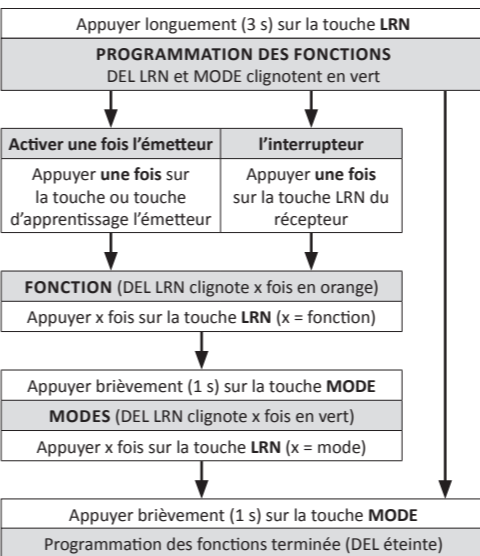 Appuyer longuement (3 s) sur la touche LRN
PROGRAMMATION DES FONCTIONS
DEL LRN et MODE clignotent en vert
Activer une fois l’émetteur
Appuyer une fois sur
la touche ou touche
d’apprentissage l’émetteur
l’interrupteur
Appuyer une fois
sur la touche LRN du
récepteur
FONCTION (DEL LRN clignote x fois en orange)
Appuyer x fois sur la touche LRN (x = fonction)
Appuyer brièvement (1 s) sur la touche MODE
MODES (DEL LRN clignote x fois en vert)
Appuyer x fois sur la touche LRN (x = mode)
Appuyer brièvement (1 s) sur la touche MODE
Programmation des fonctions terminée (DEL éteinte)